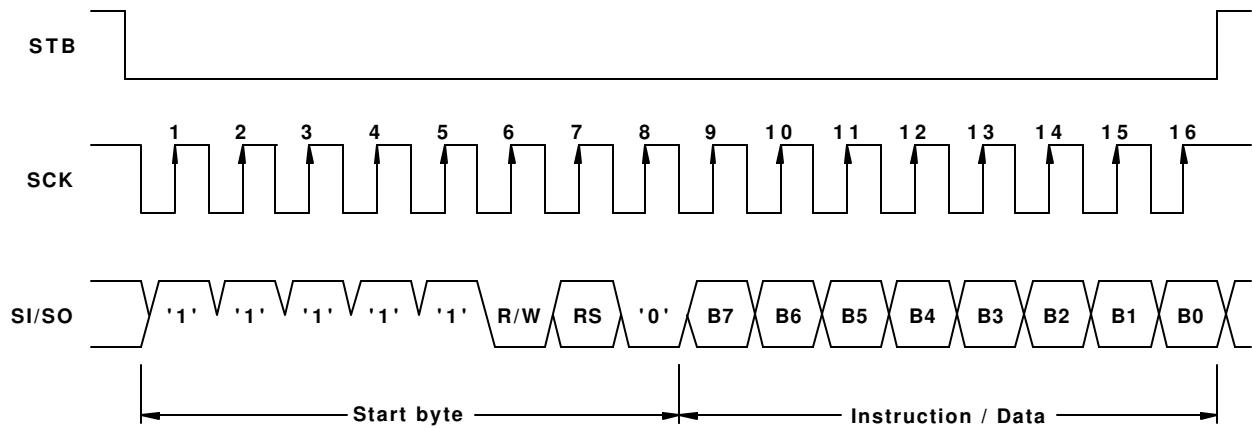 STB
1 2 3 4 5 6 7 8 9 10 11 12 13 14 15 16
SCK
SI/SO '1' '1' '1' '1' '1' R/W RS '0' B7 B6 B5 B4 B3 B2 B1 B0
Start byte Instruction / Data